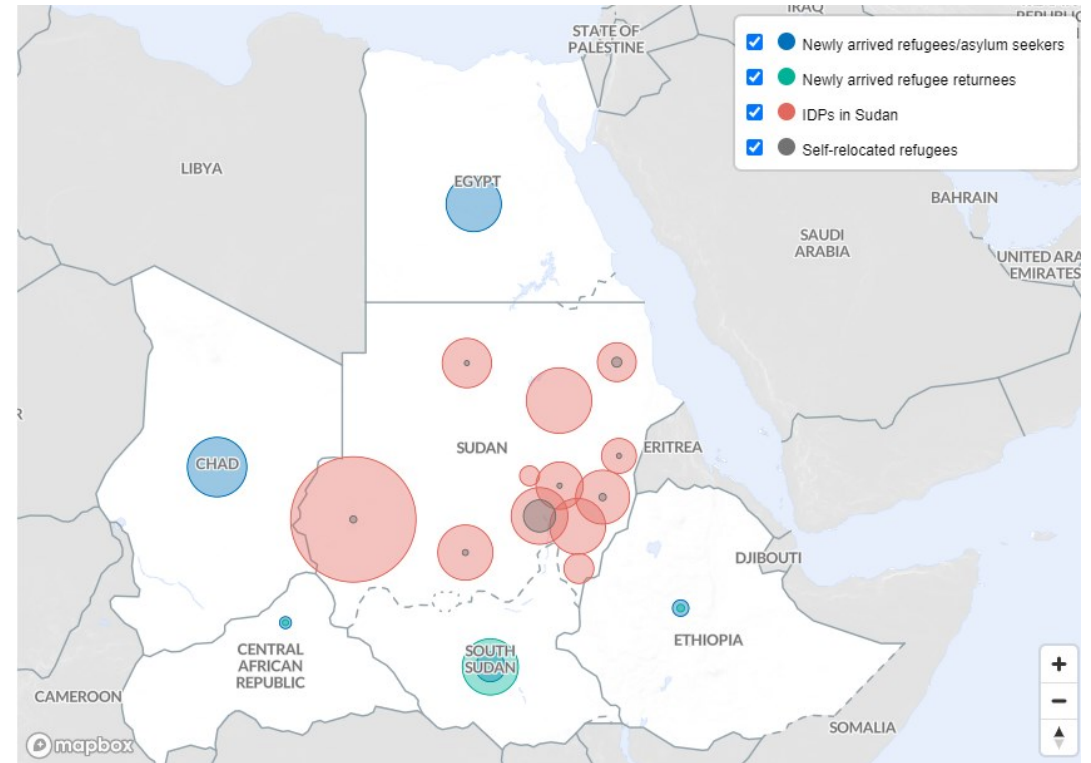 IRAQ
STATE OF
PALESTINE
Newly arrived refugees/asylum seekers
Newly arrived refugee returnees
IDPs in Sudan
Self-relocated refugees
LIBYA
EGYPT
BAHRAIN
SAUDI
ARABIA
UNITED ARA
EMIRATES
SUDAN
ERITREA
CHAD
DJIBOUTI
ETHIOPIA
CENTRAL
AFRICAN
REPUBLIC
SOUTH
SUDAN
CAMEROON
SOMALIA
mapbox
+
−